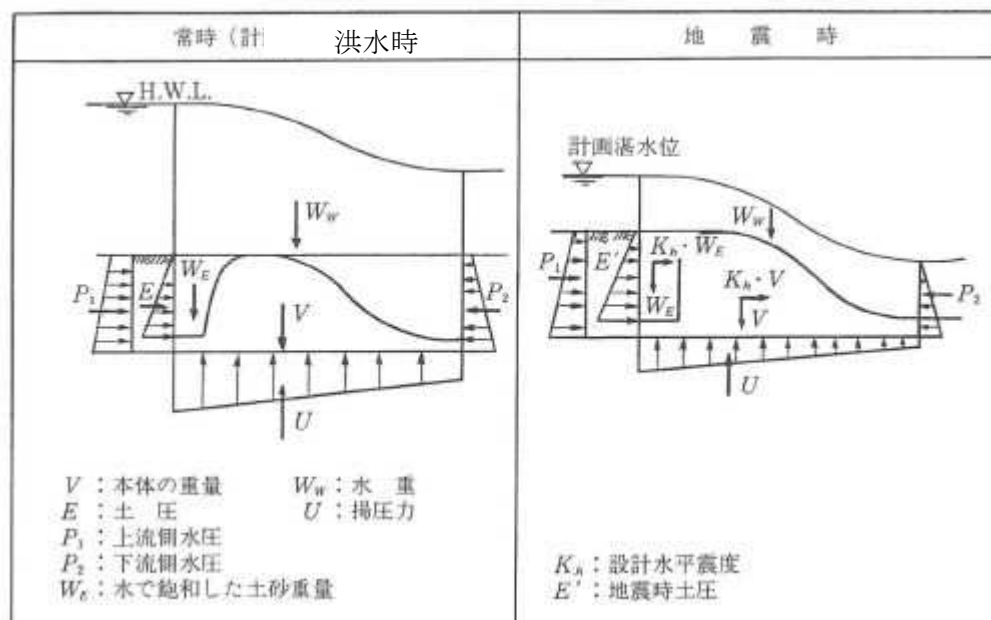 常時（計 洪水時
地震時
H.W.L.
計画湛水位
W_W
W_W
P_1
E
W_E
V
P_2
U
P_1
E'
K_h・W_E
W_E
K_h・V
V
P_2
U
V：本体の重量
W_W：水重
E：土圧
U：揚圧力
P_1：上流側水圧
P_2：下流側水圧
W_E：水で飽和した土砂重量
K_h：設計水平震度
E'：地震時土圧